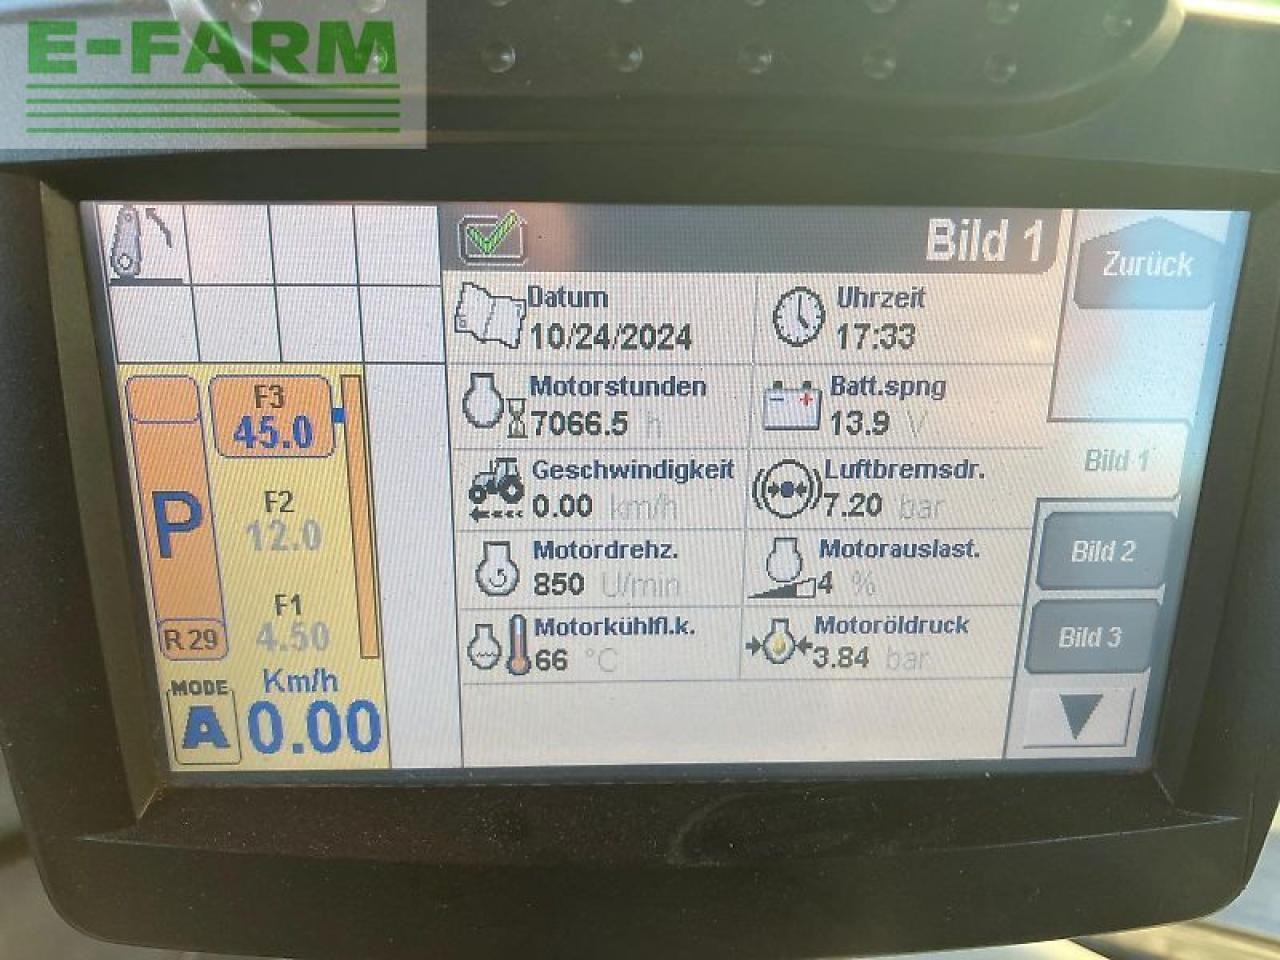 E-FARM
Bild 1
Zurück
Datum
10/24/2024
Uhrzeit
17:33
Motorstunden
7066.5 h
Batt.spng
13.9 V
Geschwindigkeit
0.00 km/h
Luftbremsdr.
7.20 bar
Motordrehz.
850 U/min
Motorauslast.
4 %
Motorkühlfl.k.
66 °C
Motoröldruck
3.84 bar
Bild 1
Bild 2
Bild 3
F3
45.0
P
F2
12.0
F1
4.50
R 29
Km/h
MODE
A
0.00